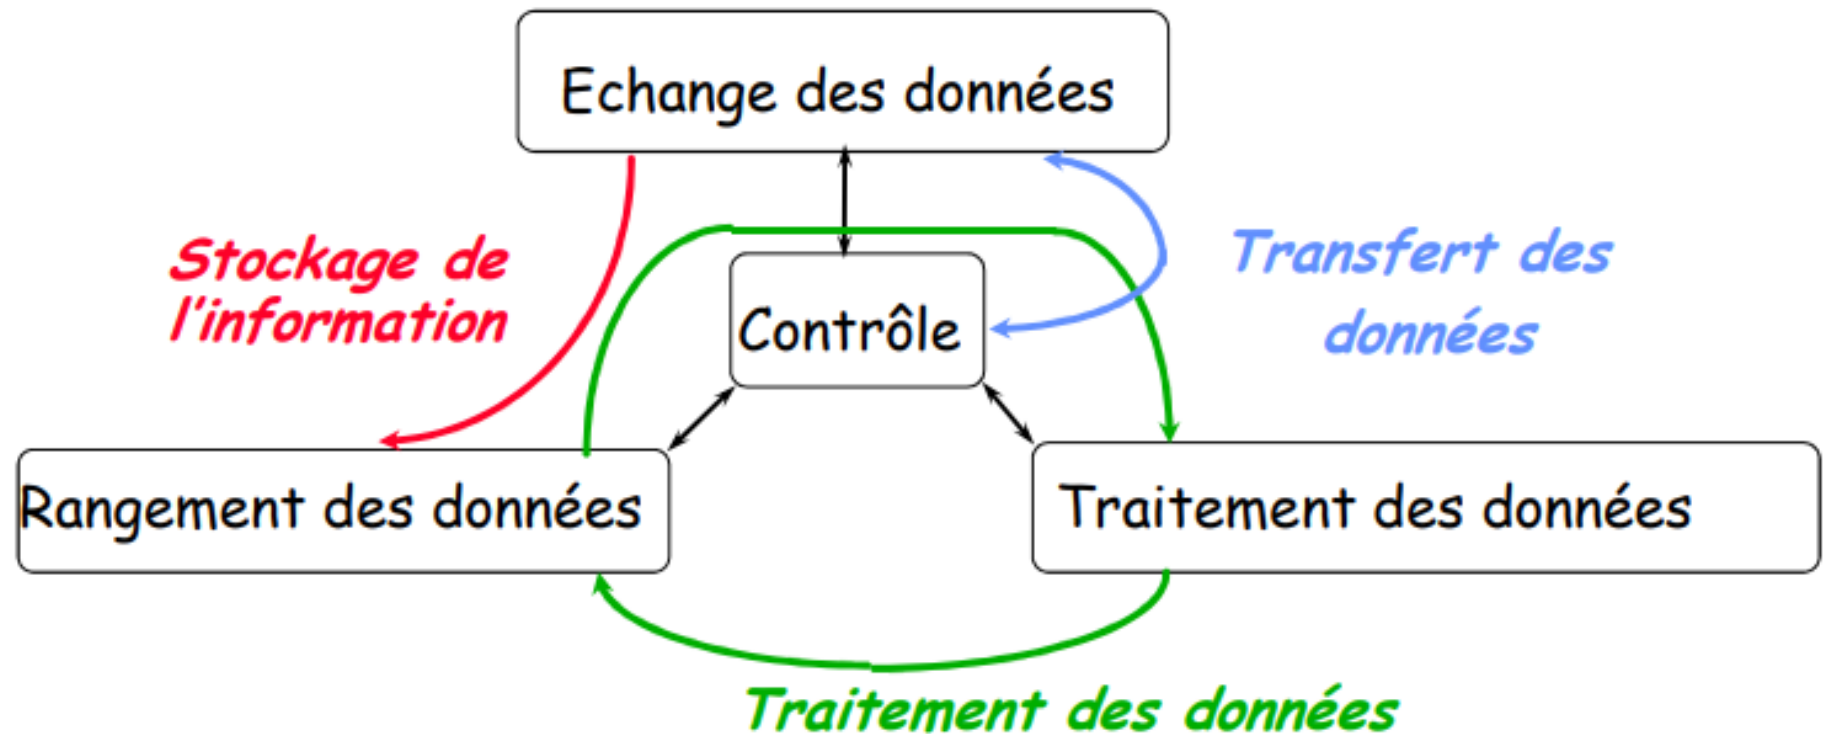 Echange des données
Stockage de
l'information
Transfert des
données
Contrôle
Rangement des données
Traitement des données
Traitement des données